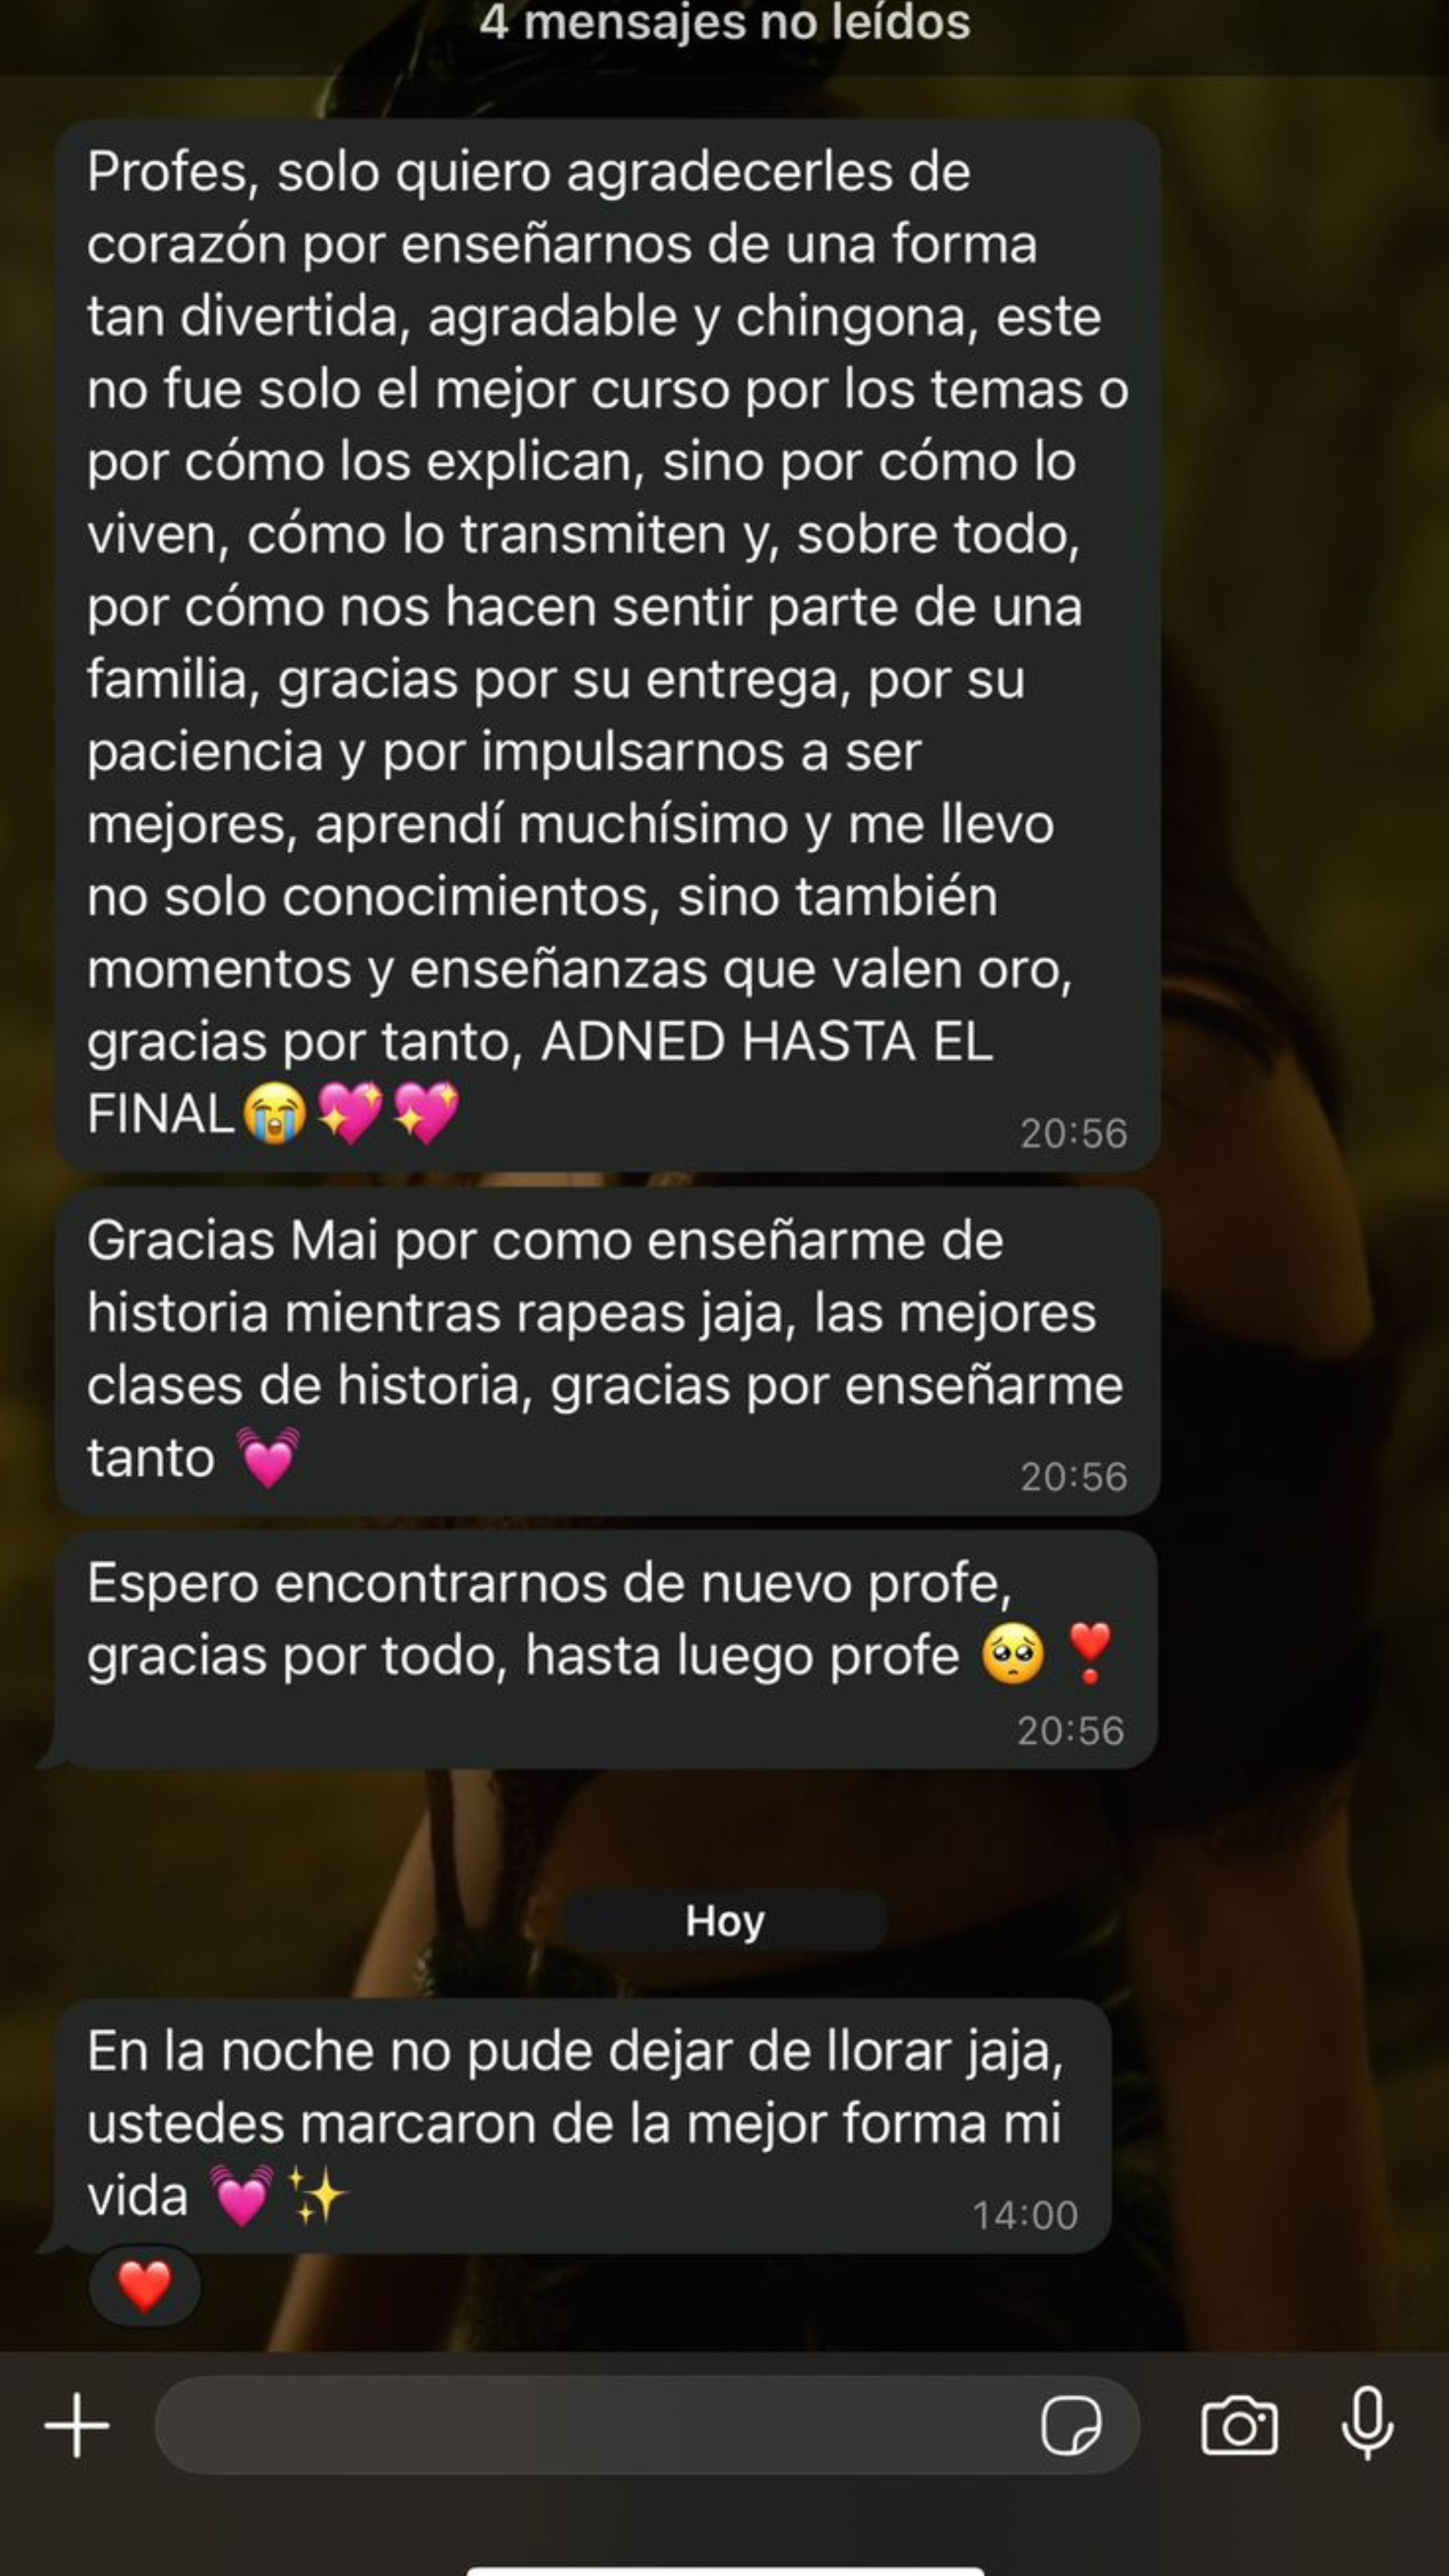 4 mensajes no leídos
Profes, solo quiero agradecerles de
corazón por enseñarnos de una forma
tan divertida, agradable y chingona, este
no fue solo el mejor curso por los temas o
por cómo los explican, sino por cómo lo
viven, cómo lo transmiten y, sobre todo,
por cómo nos hacen sentir parte de una
familia, gracias por su entrega, por su
paciencia y por impulsarnos a ser
mejores, aprendí muchísimo y me llevo
no solo conocimientos, sino también
momentos y enseñanzas que valen oro,
gracias por tanto, ADNED HASTA EL
FINAL😭💖💖
20:56
Gracias Mai por como enseñarme de
historia mientras rapeas jaja, las mejores
clases de historia, gracias por enseñarme
tanto 💓
20:56
Espero encontrarnos de nuevo profe,
gracias por todo, hasta luego profe 🥺 ❣️
20:56
Hoy
En la noche no pude dejar de llorar jaja,
ustedes marcaron de la mejor forma mi
vida 💓✨
14:00
❤️